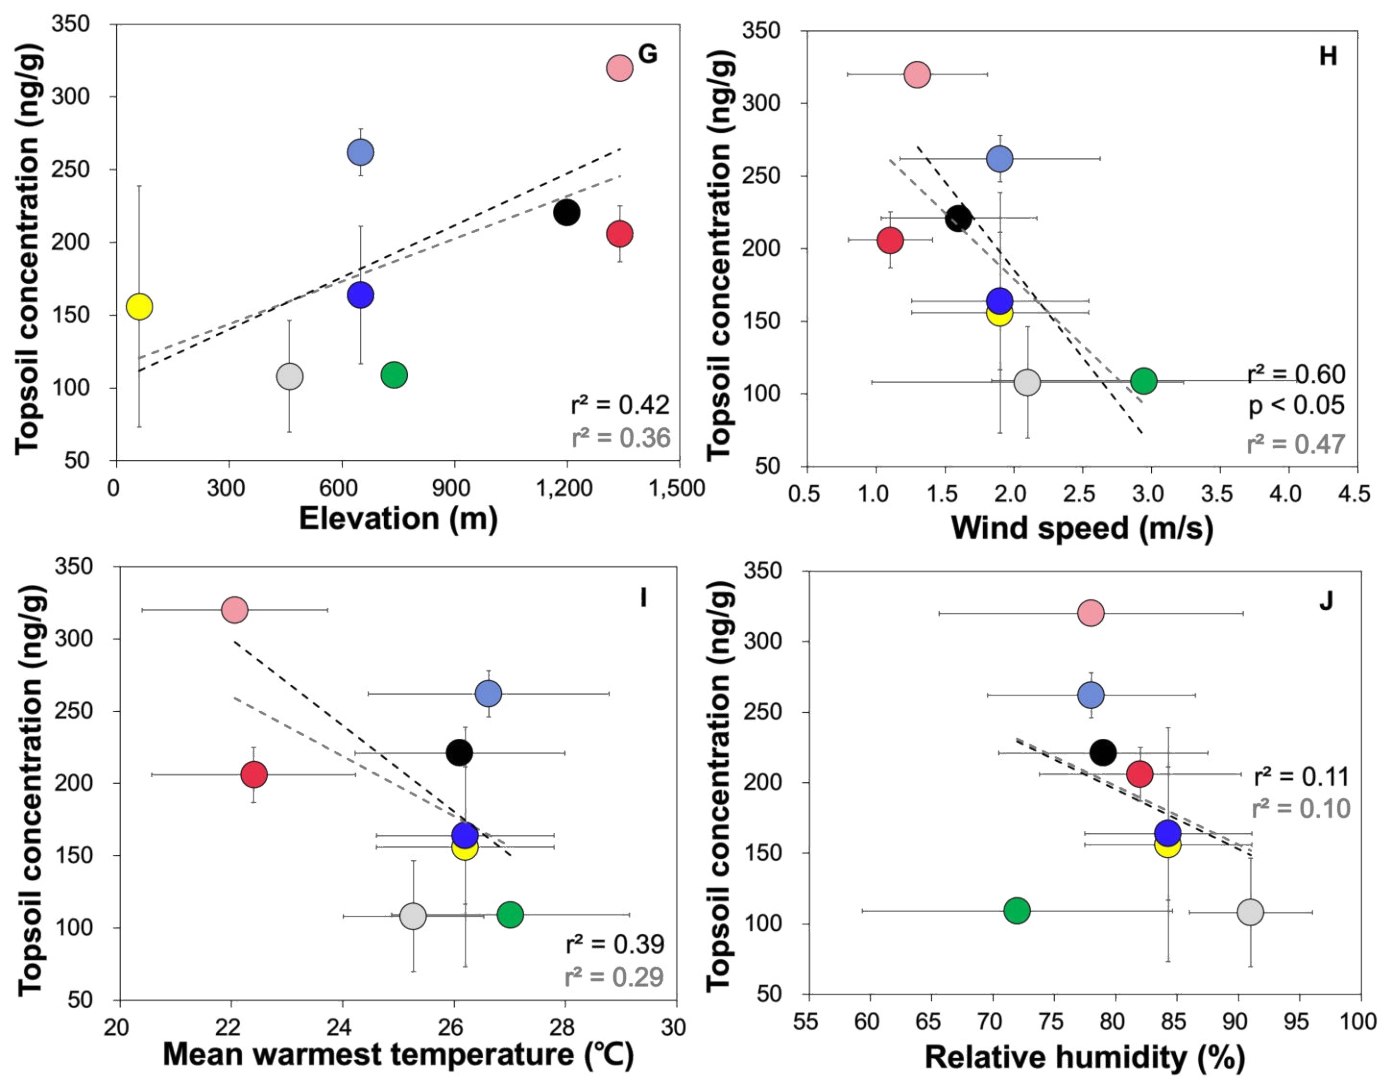 G
Topsoil concentration (ng/g)
350
300
250
200
150
100
50
r² = 0.42
r² = 0.36
0
300
600
900
1,200
1,500
Elevation (m)
H
Topsoil concentration (ng/g)
350
300
250
200
150
100
50
r² = 0.60
p < 0.05
r² = 0.47
0.5
1.0
1.5
2.0
2.5
3.0
3.5
4.0
4.5
Wind speed (m/s)
I
Topsoil concentration (ng/g)
350
300
250
200
150
100
50
r² = 0.39
r² = 0.29
20
22
24
26
28
30
Mean warmest temperature (℃)
J
Topsoil concentration (ng/g)
350
300
250
200
150
100
50
r² = 0.11
r² = 0.10
55
60
65
70
75
80
85
90
95
100
Relative humidity (%)